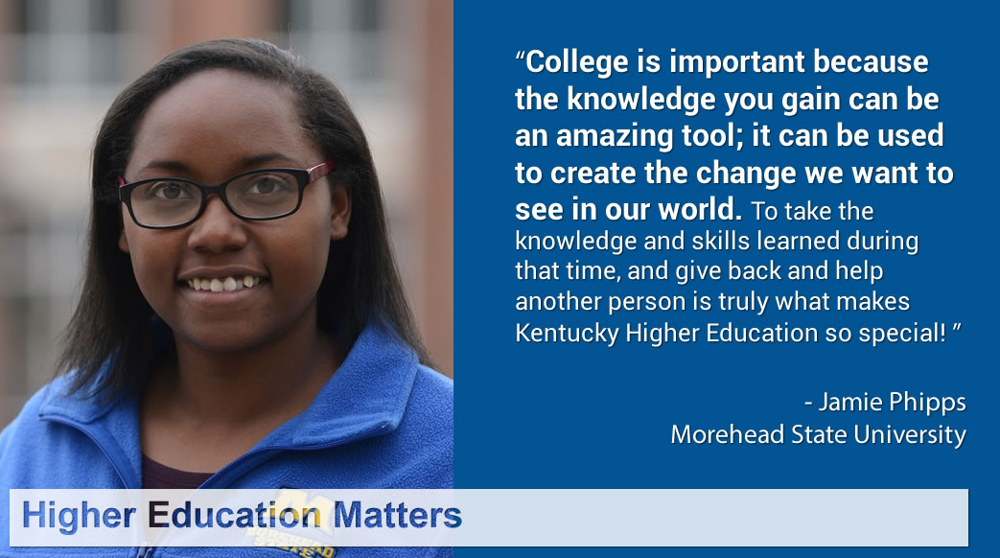 “College is important because
the knowledge you gain can be
an amazing tool; it can be used
to create the change we want to
see in our world. To take the
knowledge and skills learned during
that time, and give back and help
another person is truly what makes
Kentucky Higher Education so special! ”
- Jamie Phipps
Morehead State University
Higher Education Matters
M
MOREHEAD
STATE